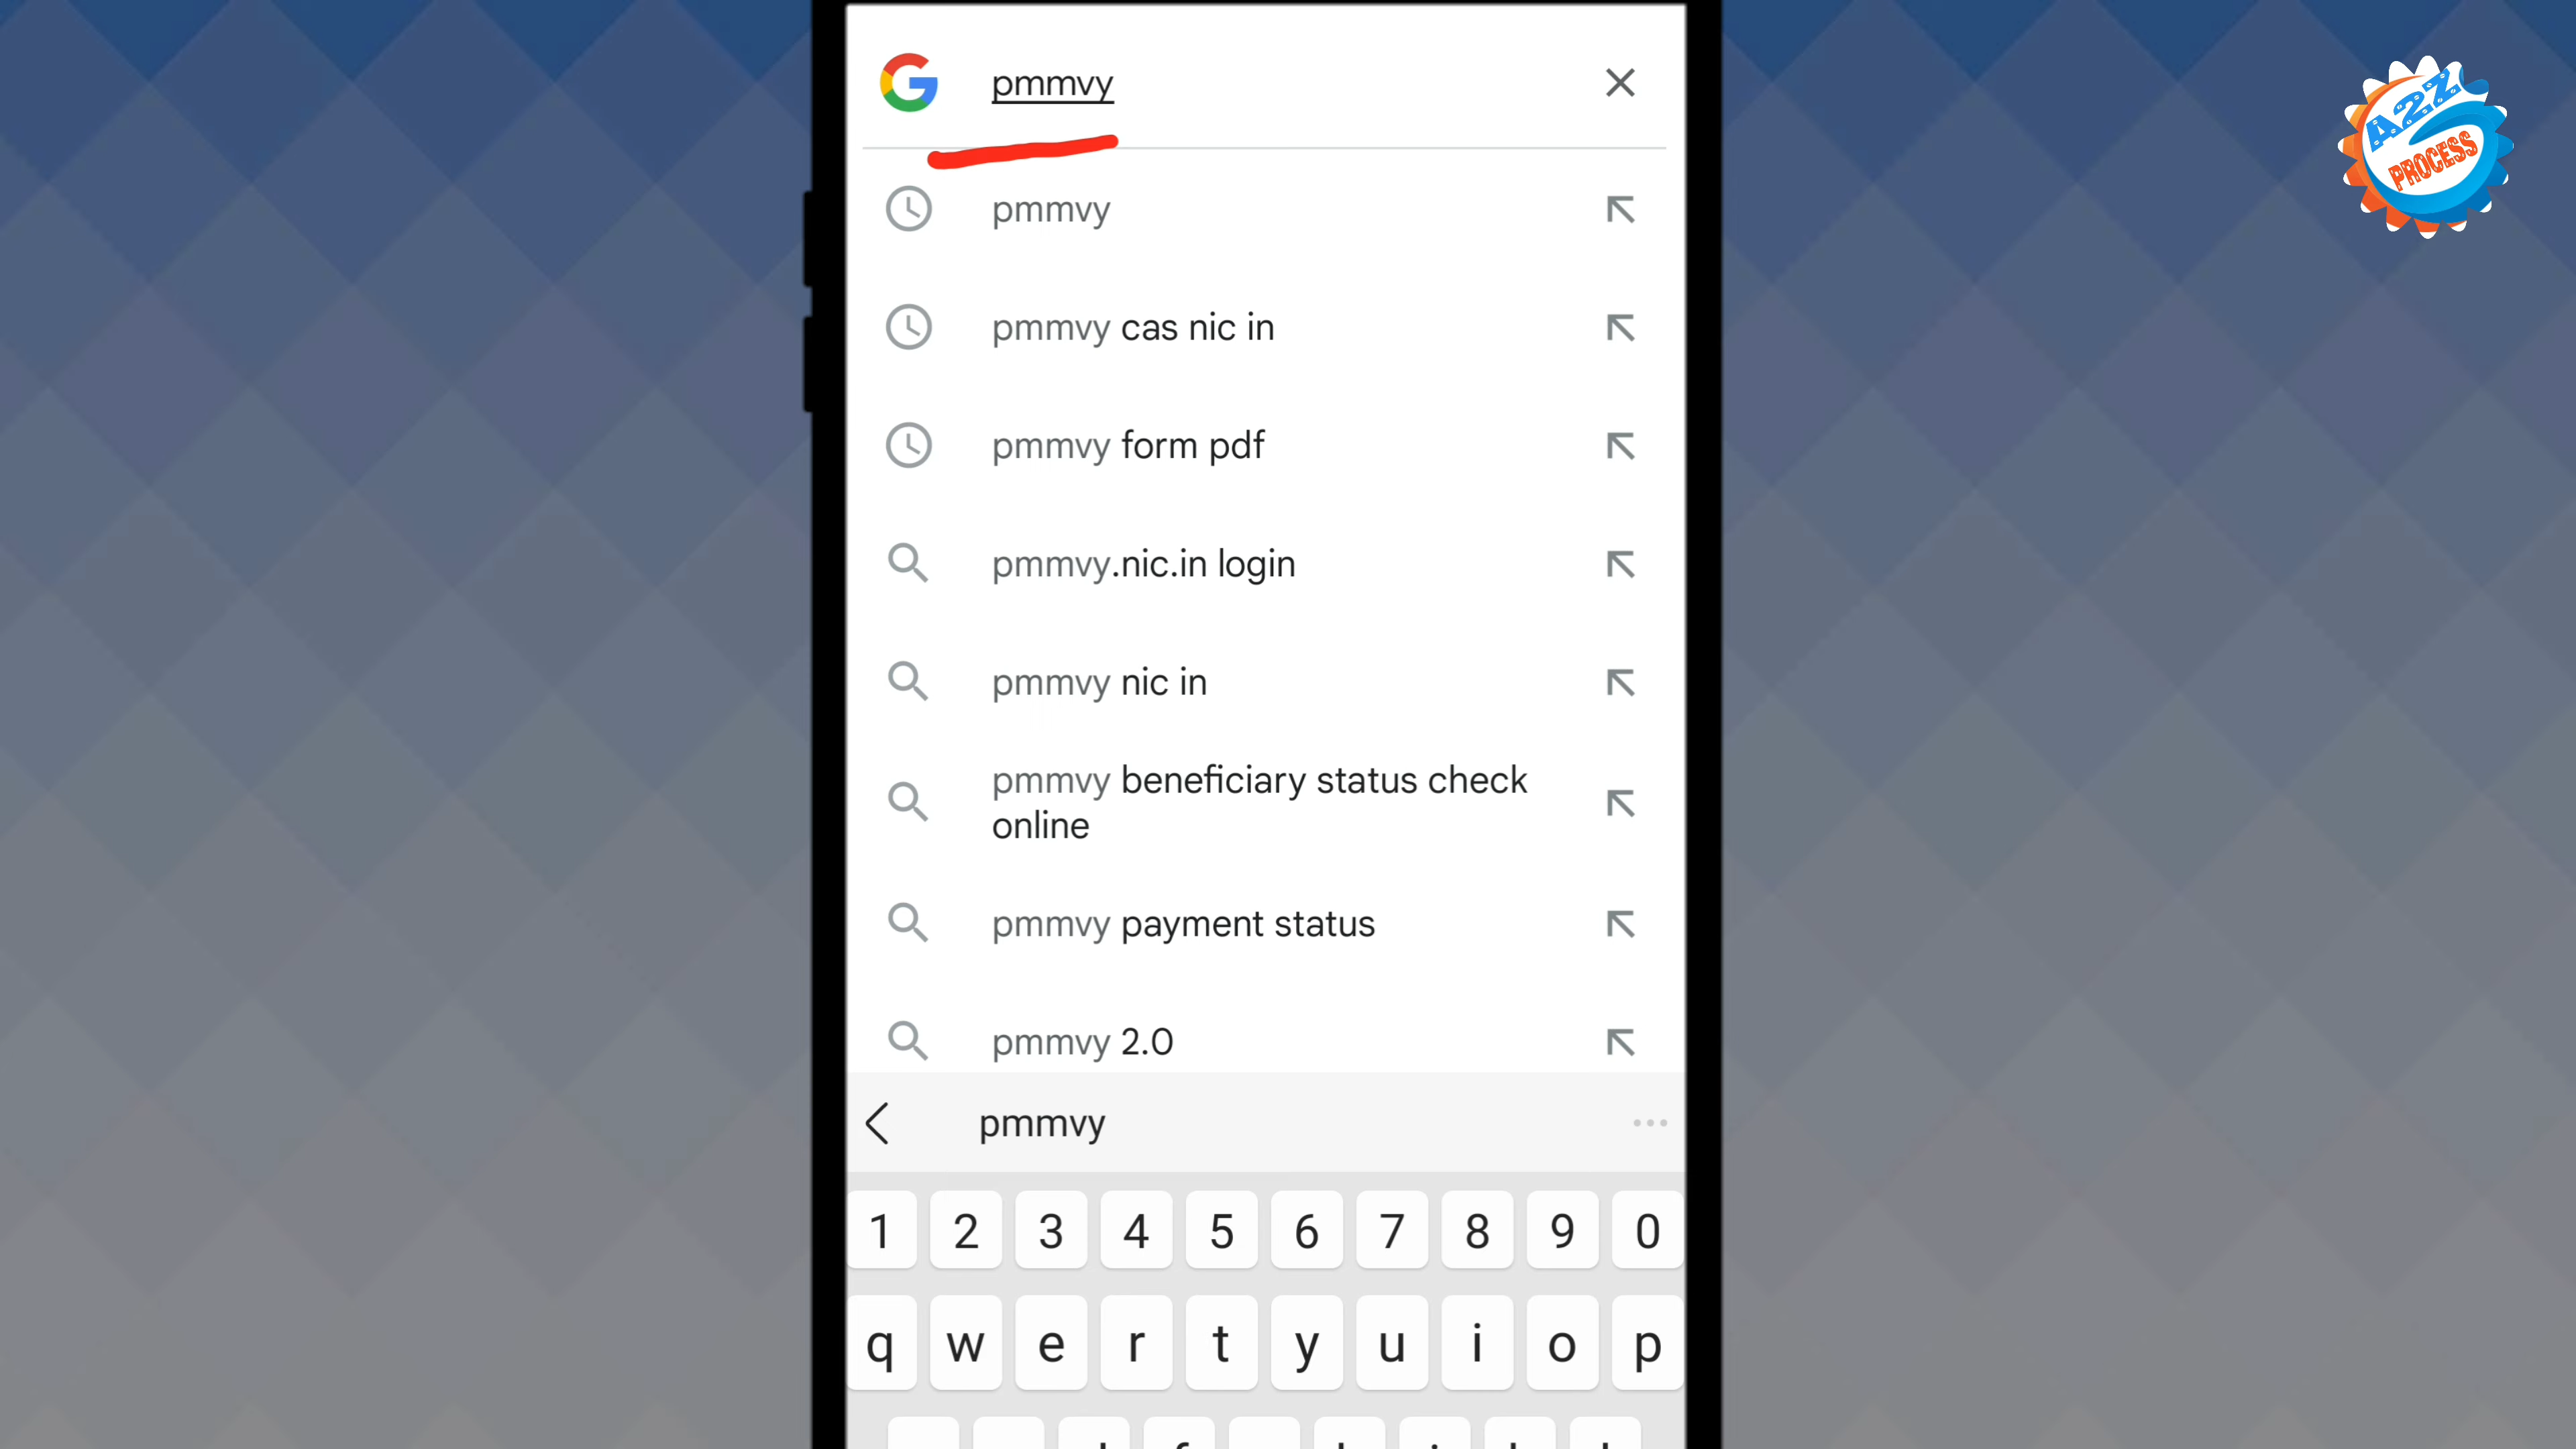 pmmvy
A2Z
PROCESS
pmmvy
pmmvy cas nic in
pmmvy form pdf
pmmvy.nic.in login
pmmvy nic in
pmmvy beneficiary status check
online
pmmvy payment status
pmmvy 2.0
pmmvy
1 2 3 4 5 6 7 8 9 0
q w e r t y u i o p